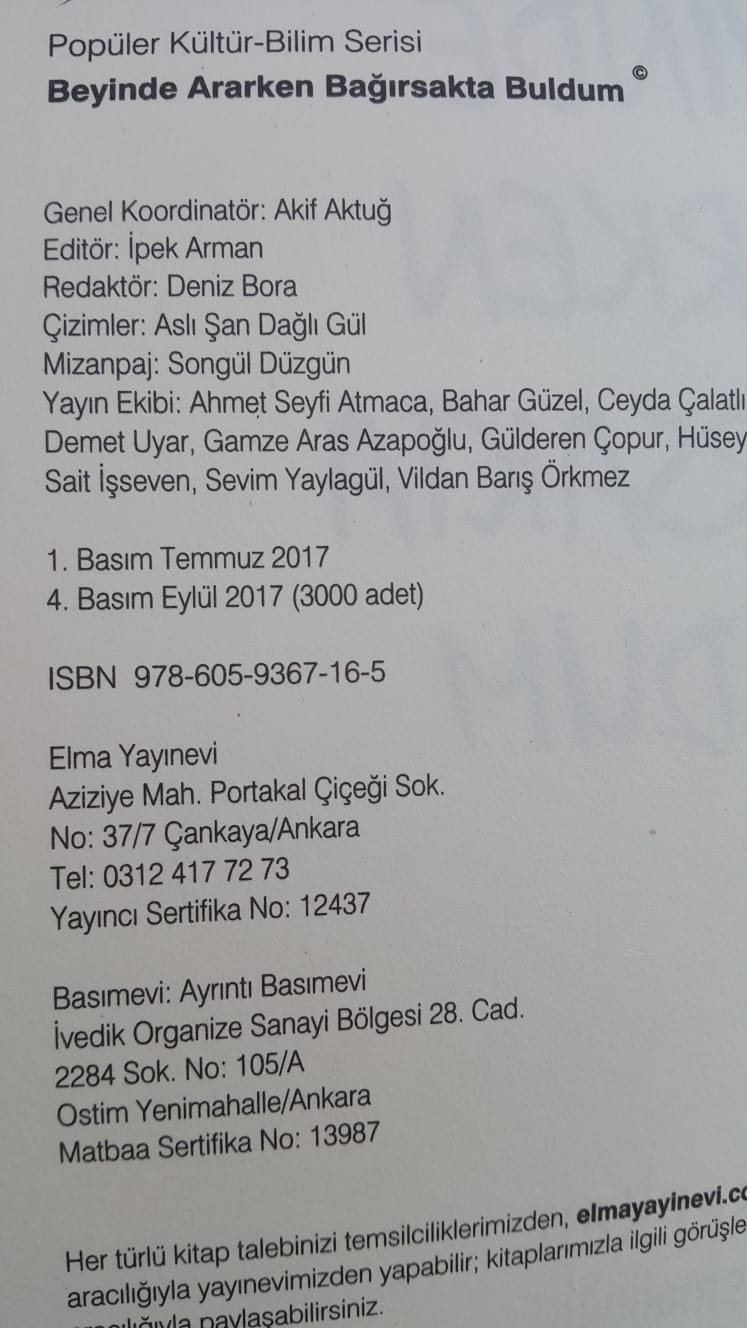 Popüler Kültür-Bilim Serisi
Beyinde Ararken Bağırsakta Buldum ©
Genel Koordinatör: Akif Aktuğ
Editör: İpek Arman
Redaktör: Deniz Bora
Çizimler: Aslı Şan Dağlı Gül
Mizanpaj: Songül Düzgün
Yayın Ekibi: Ahmet Seyfi Atmaca, Bahar Güzel, Ceyda Çalatlı
Demet Uyar, Gamze Aras Azapoğlu, Gülderen Çopur, Hüsey
Sait İşseven, Sevim Yaylagül, Vildan Barış Örkmez
1. Basım Temmuz 2017
4. Basım Eylül 2017 (3000 adet)
ISBN 978-605-9367-16-5
Elma Yayınevi
Aziziye Mah. Portakal Çiçeği Sok.
No: 37/7 Çankaya/Ankara
Tel: 0312 417 72 73
Yayıncı Sertifika No: 12437
Basımevi: Ayrıntı Basımevi
İvedik Organize Sanayi Bölgesi 28. Cad.
2284 Sok. No: 105/A
Ostim Yenimahalle/Ankara
Matbaa Sertifika No: 13987
Her türlü kitap talebinizi temsilciliklerimizden, elmayayinevi.co
aracılığıyla yayınevimizden yapabilir; kitaplarımızla ilgili görüşle
paylaşabilirsiniz.